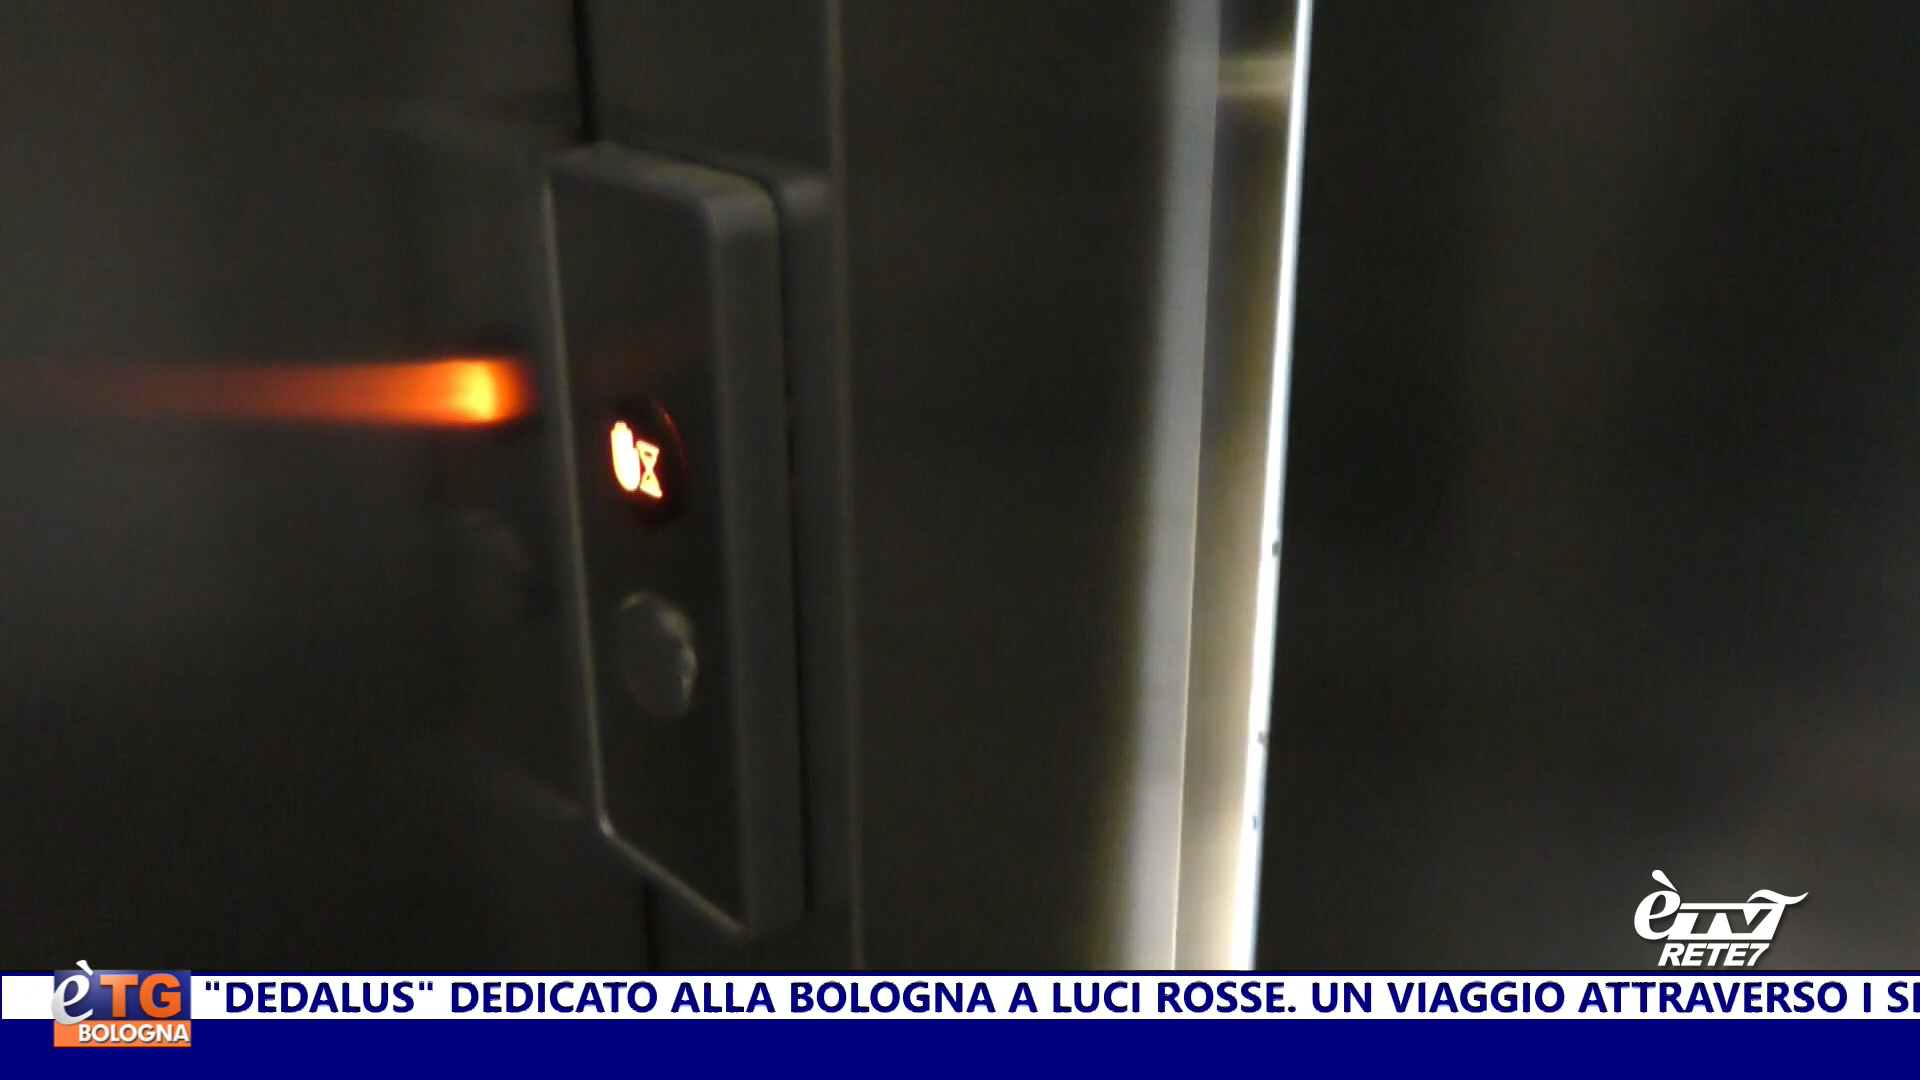 èTV
RETE7
èTG
BOLOGNA
"DEDALUS" DEDICATO ALLA BOLOGNA A LUCI ROSSE. UN VIAGGIO ATTRAVERSO I